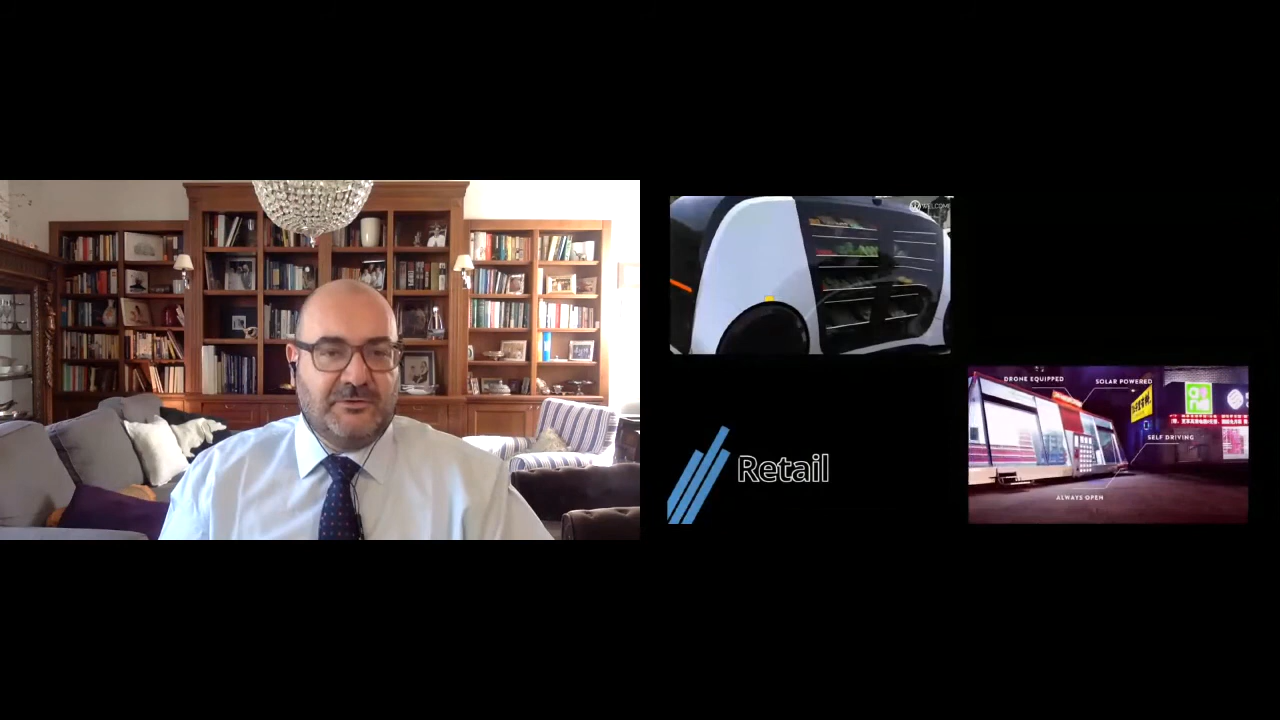 WELCOME
Retail
DRONE EQUIPPED
SOLAR POWERED
SELF DRIVING
ALWAYS OPEN